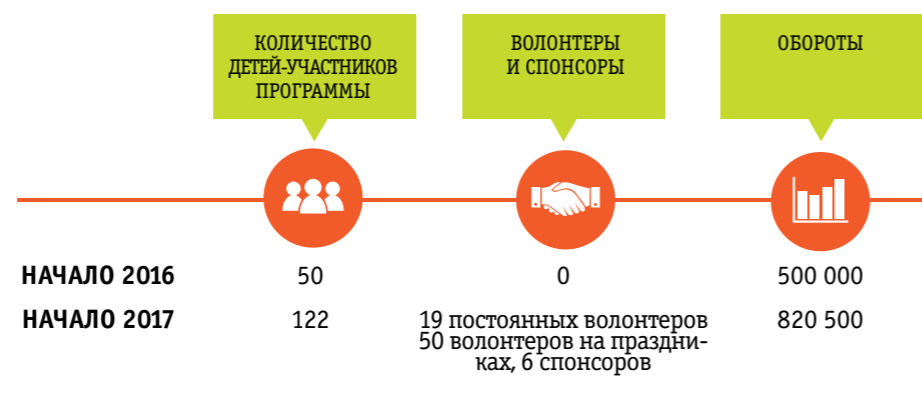 КОЛИЧЕСТВО
ДЕТЕЙ-УЧАСТНИКОВ
ПРОГРАММЫ
ВОЛОНТЕРЫ
И СПОНСОРЫ
ОБОРОТЫ
НАЧАЛО 2016
50
0
500 000
НАЧАЛО 2017
122
19 постоянных волонтеров
50 волонтеров на праздни-
ках, 6 спонсоров
820 500